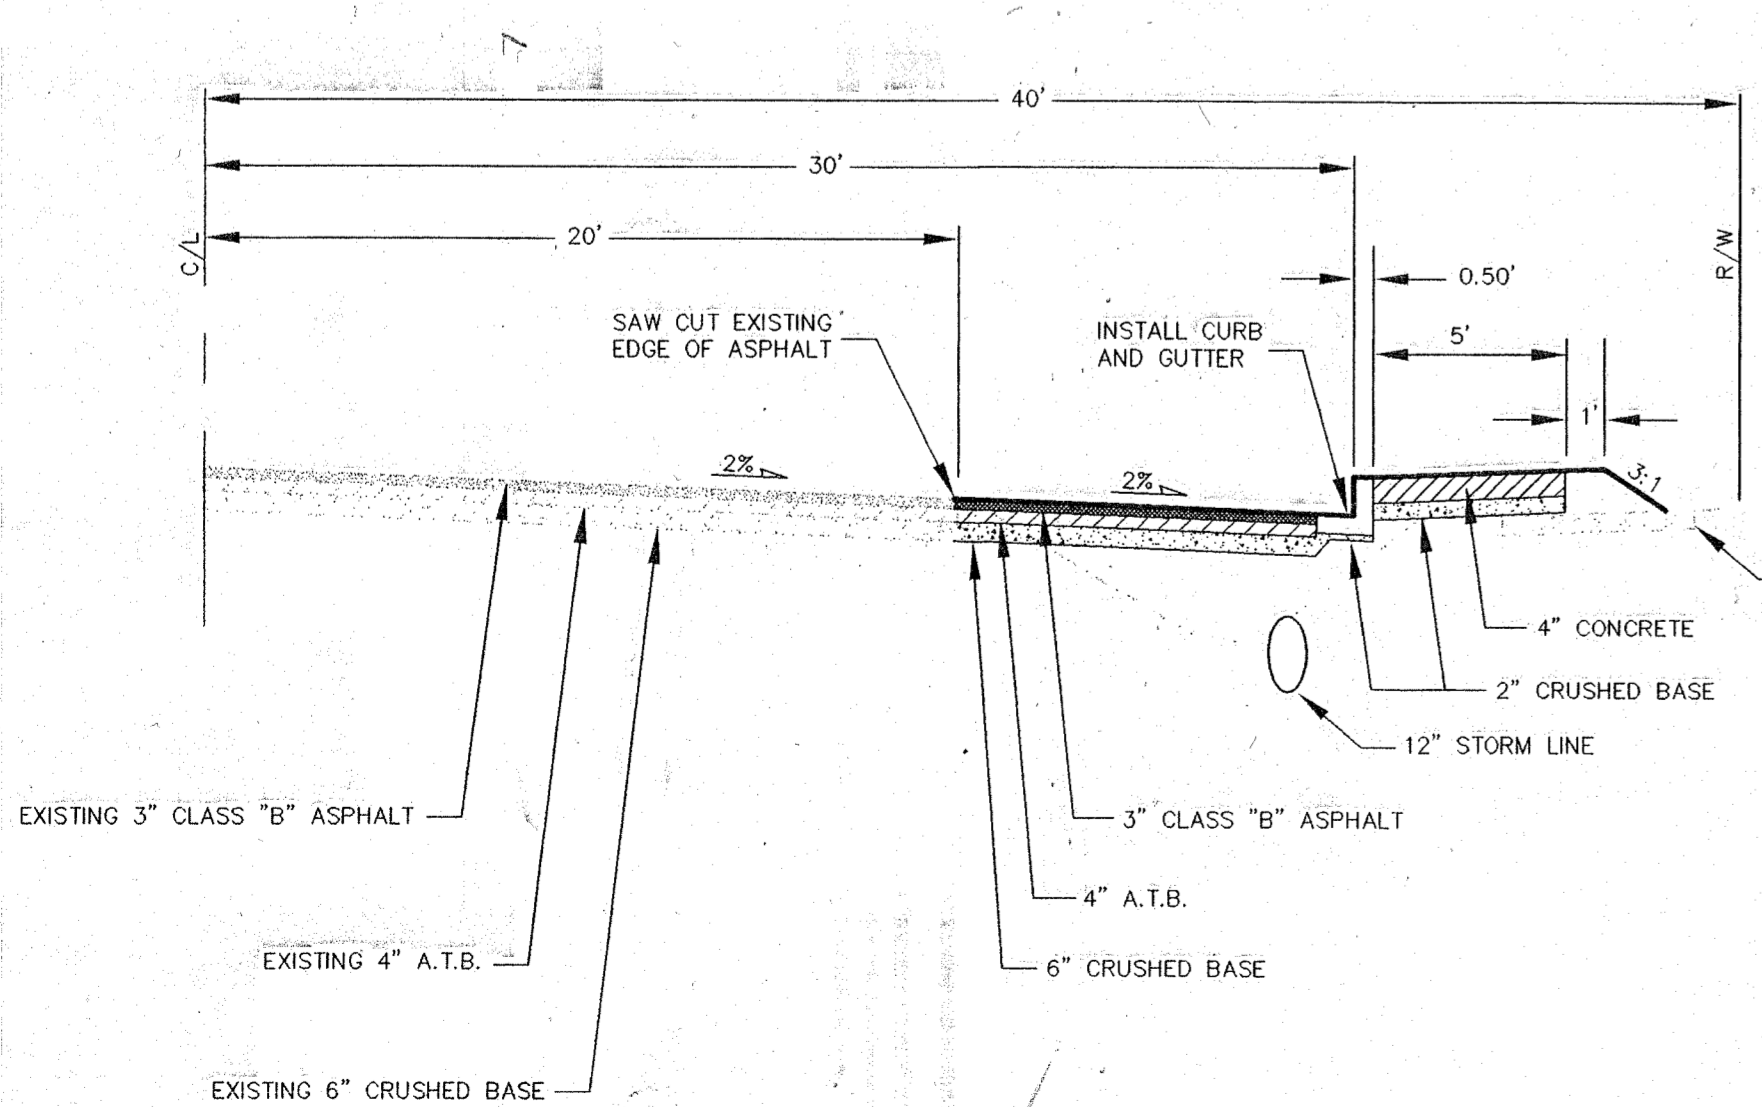 40'
30'
20'
C/L
R/W
0.50'
SAW CUT EXISTING
EDGE OF ASPHALT
INSTALL CURB
AND GUTTER
5'
1'
2%
2%
3:1
4" CONCRETE
2" CRUSHED BASE
12" STORM LINE
EXISTING 3" CLASS "B" ASPHALT
3" CLASS "B" ASPHALT
4" A.T.B.
EXISTING 4" A.T.B.
6" CRUSHED BASE
EXISTING 6" CRUSHED BASE